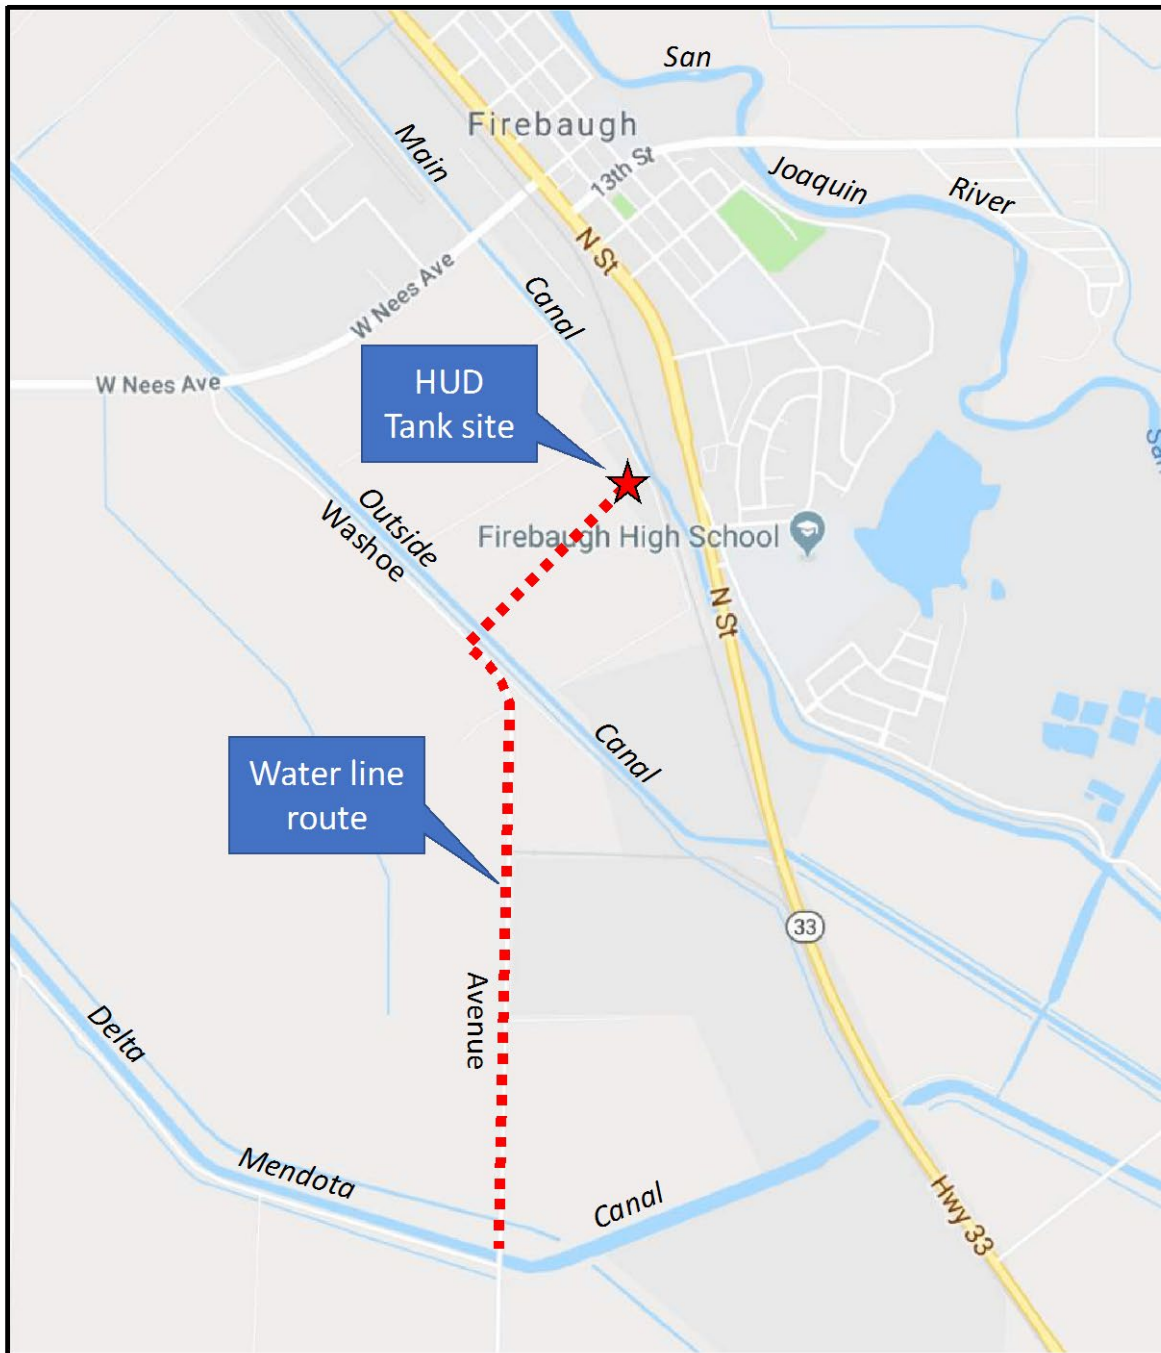 San
Firebaugh
Main
13th St
Joaquin
River
N St
W Nees Ave
Canal
W Nees Ave
HUD
Tank site
Outside
Washoe
Firebaugh High School
N St
Canal
Water line
route
33
Avenue
Delta
Mendota
Canal
Hwy 33